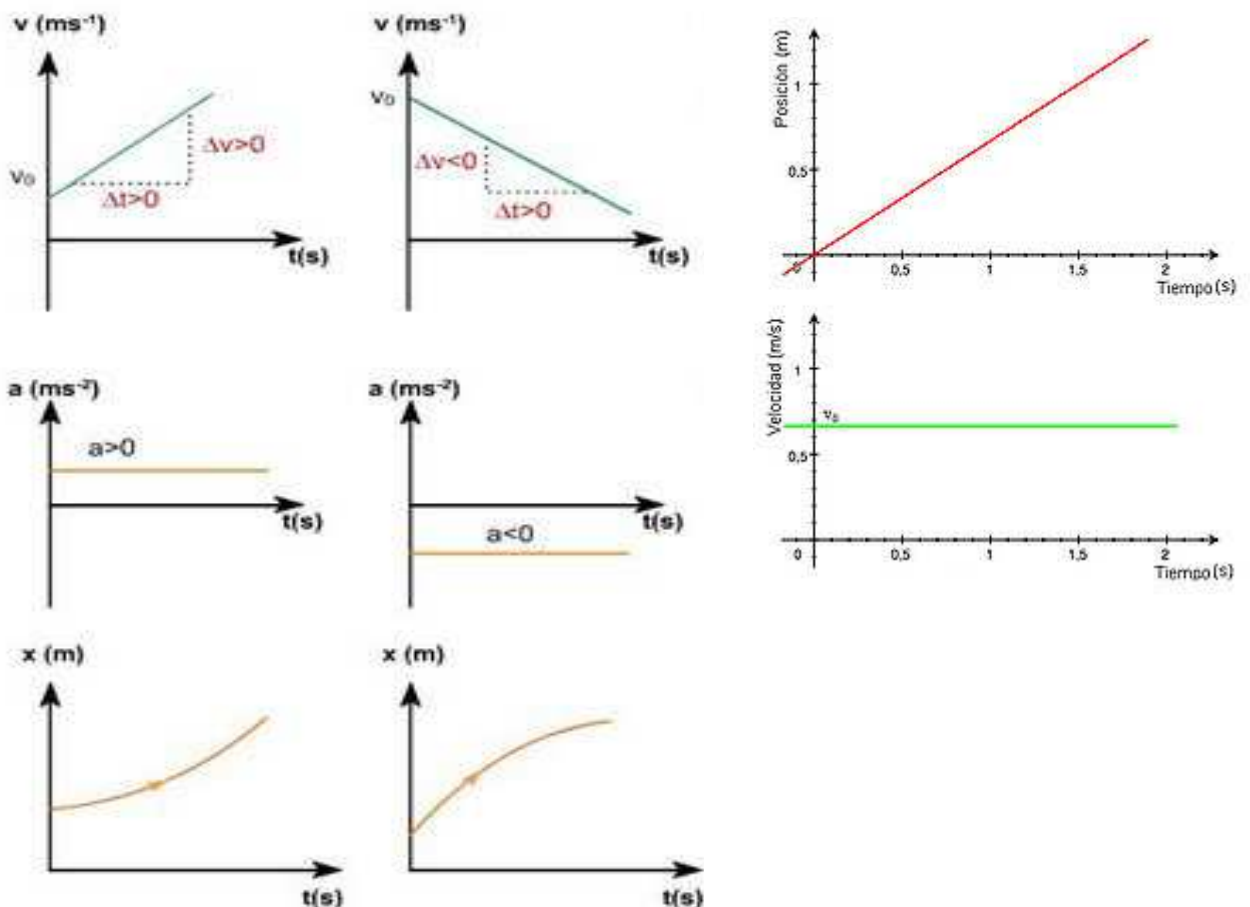 v (ms⁻¹)
v₀
Δv>0
Δt>0
t(s)
v (ms⁻¹)
v₀
Δv<0
Δt>0
t(s)
Posición (m)
1
0,5
0
0,5
1
1,5
2
Tiempo (s)
Velocidad (m/s)
1
v₀
0,5
0
0,5
1
1,5
2
Tiempo (s)
a (ms⁻²)
a>0
t(s)
a (ms⁻²)
t(s)
a<0
x (m)
t(s)
x (m)
t(s)